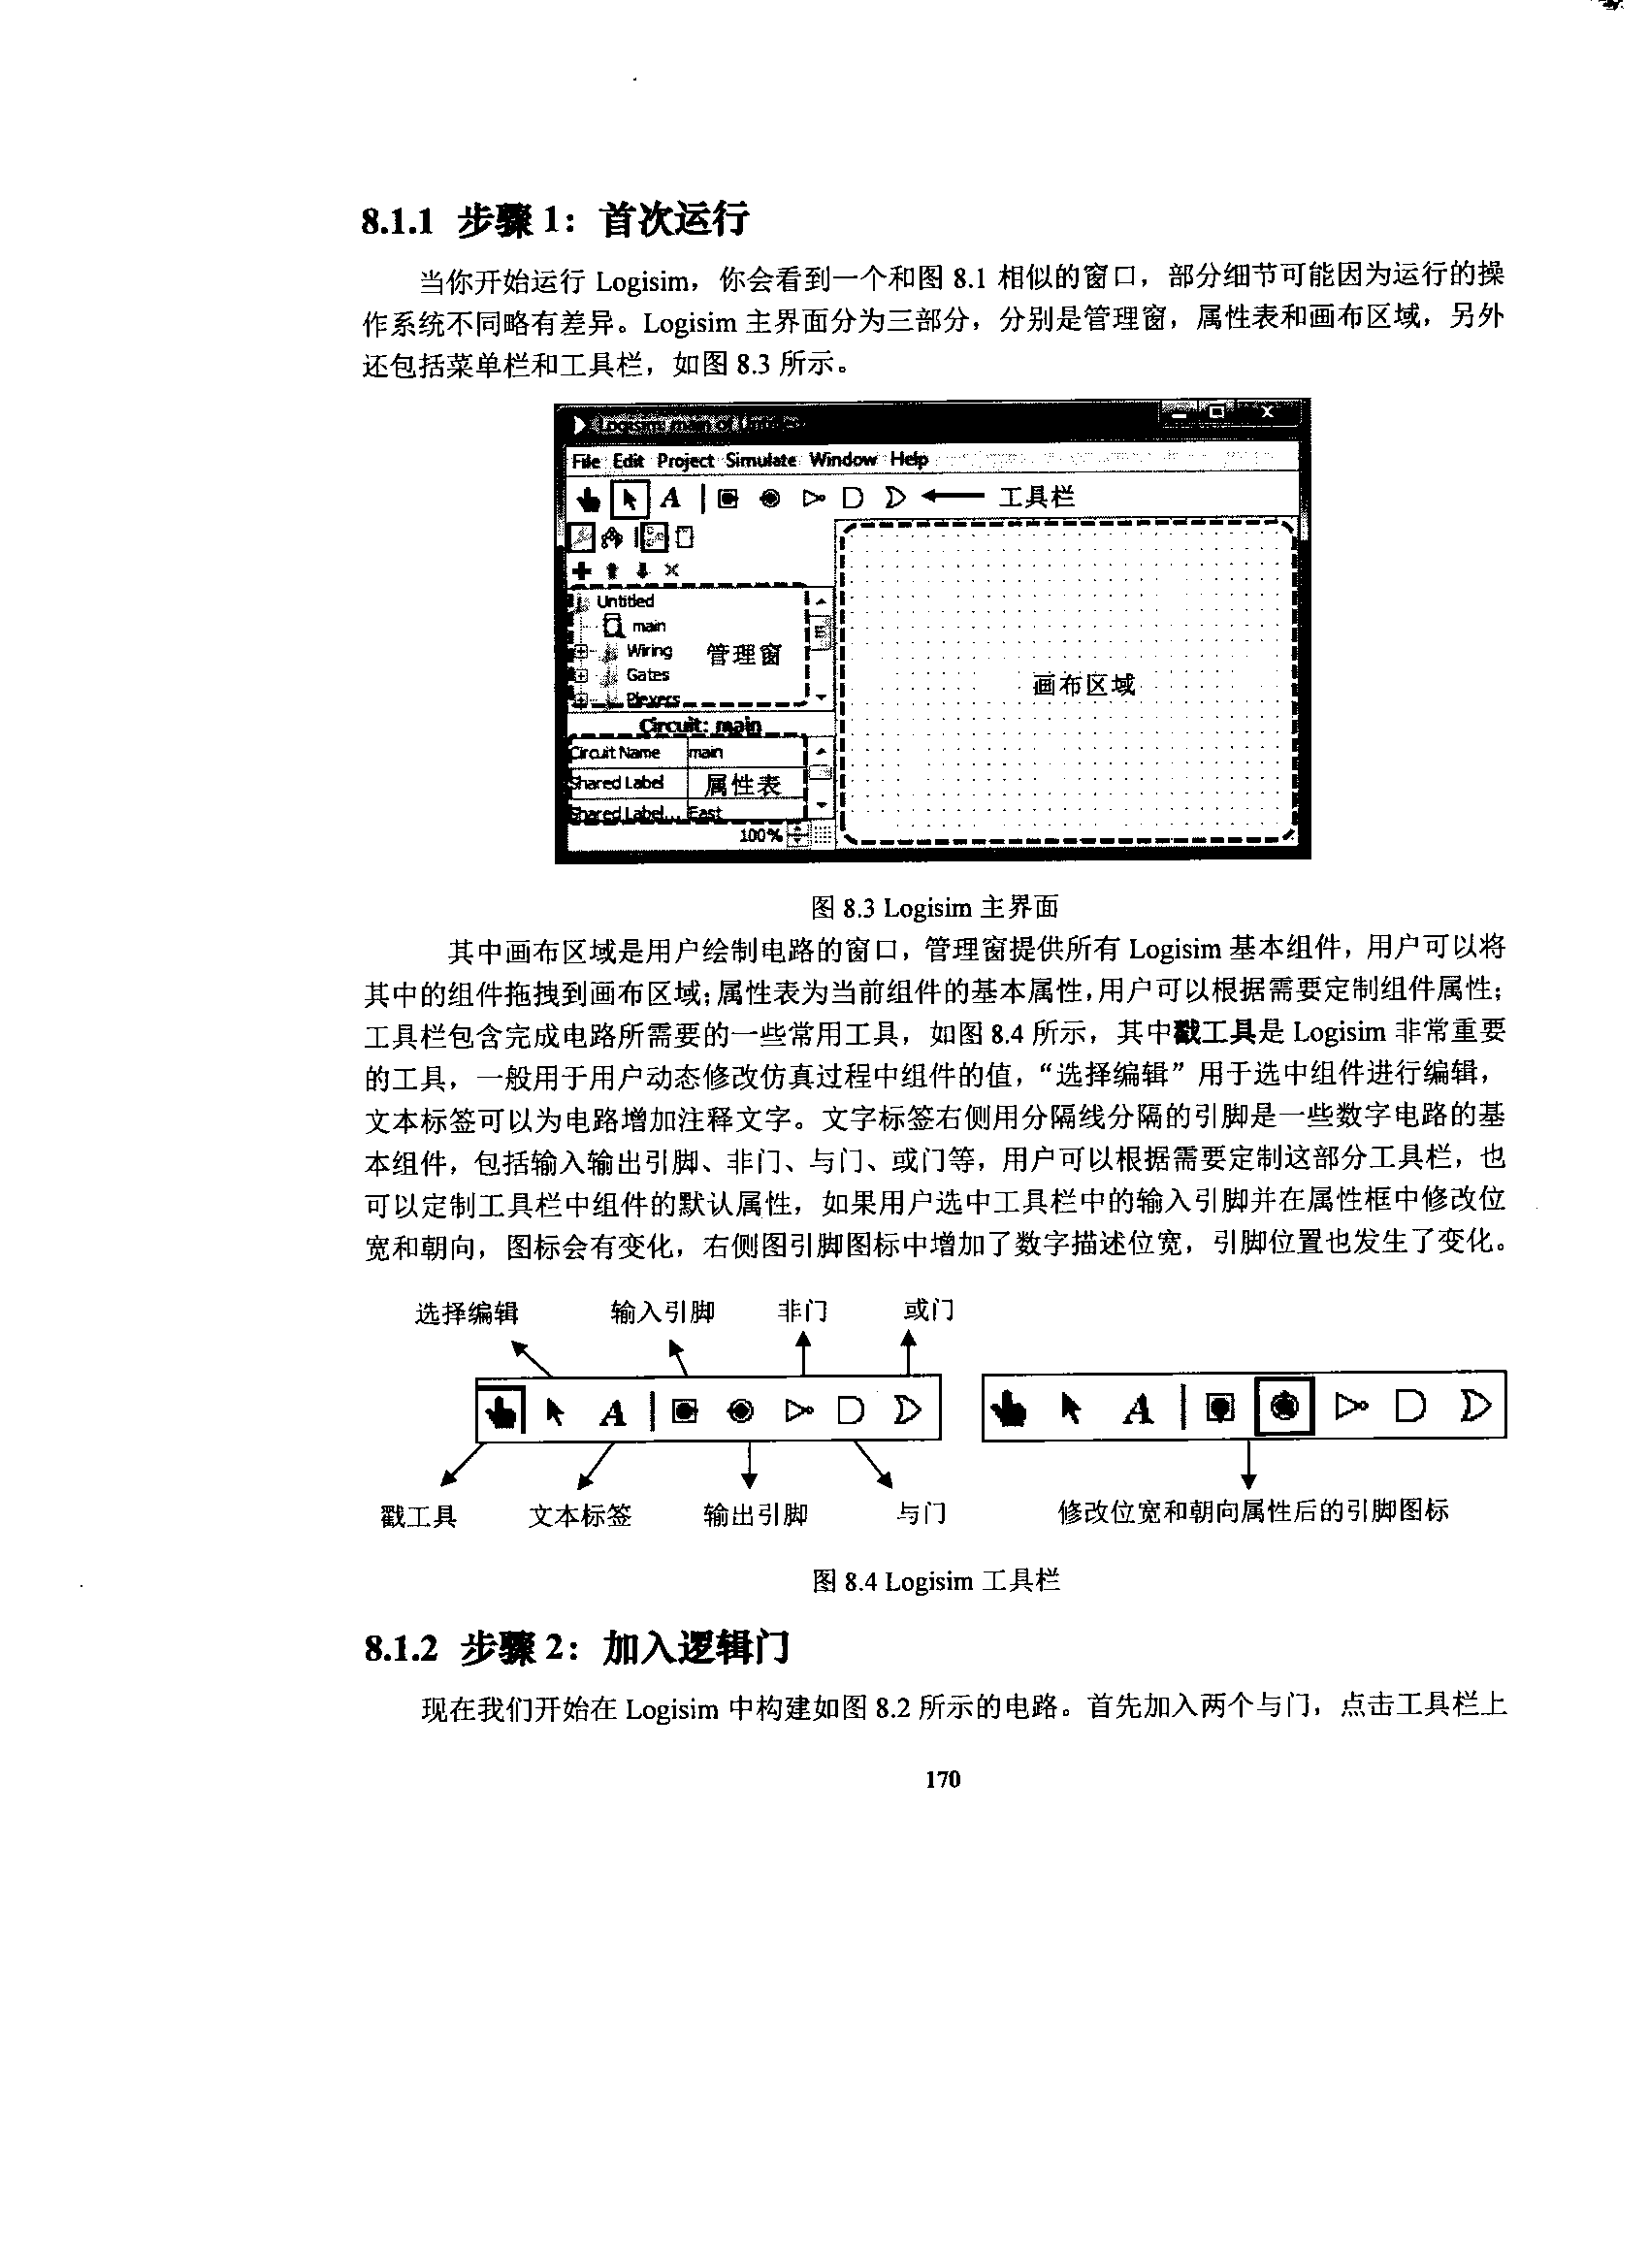 8.1.1 步骤 1：首次运行
当你开始运行 Logisim，你会看到一个和图 8.1 相似的窗口，部分细节可能因为运行的操
作系统不同略有差异。Logisim 主界面分为三部分，分别是管理窗，属性表和画布区域，另外
还包括菜单栏和工具栏，如图 8.3 所示。
Logisim: main of Untitled
File Edit Project Simulate Window Help
A 工具栏
Untitled
main
Wiring
管理窗
Gates
Plexers
画布区域
Circuit: main
Circuit Name main
Shared Label 属性表
Shared Label... East
100%
图 8.3 Logisim 主界面
其中画布区域是用户绘制电路的窗口，管理窗提供所有 Logisim 基本组件，用户可以将
其中的组件拖拽到画布区域；属性表为当前组件的基本属性，用户可以根据需要定制组件属性；
工具栏包含完成电路所需要的一些常用工具，如图 8.4 所示，其中戳工具是 Logisim 非常重要
的工具，一般用于用户动态修改仿真过程中组件的值，“选择编辑”用于选中组件进行编辑，
文本标签可以为电路增加注释文字。文字标签右侧用分隔线分隔的引脚是一些数字电路的基
本组件，包括输入输出引脚、非门、与门、或门等，用户可以根据需要定制这部分工具栏，也
可以定制工具栏中组件的默认属性，如果用户选中工具栏中的输入引脚并在属性框中修改位
宽和朝向，图标会有变化，右侧图引脚图标中增加了数字描述位宽，引脚位置也发生了变化。
选择编辑 输入引脚 非门 或门
A A
戳工具 文本标签 输出引脚 与门 修改位宽和朝向属性后的引脚图标
图 8.4 Logisim 工具栏
8.1.2 步骤 2：加入逻辑门
现在我们开始在 Logisim 中构建如图 8.2 所示的电路。首先加入两个与门，点击工具栏上
170